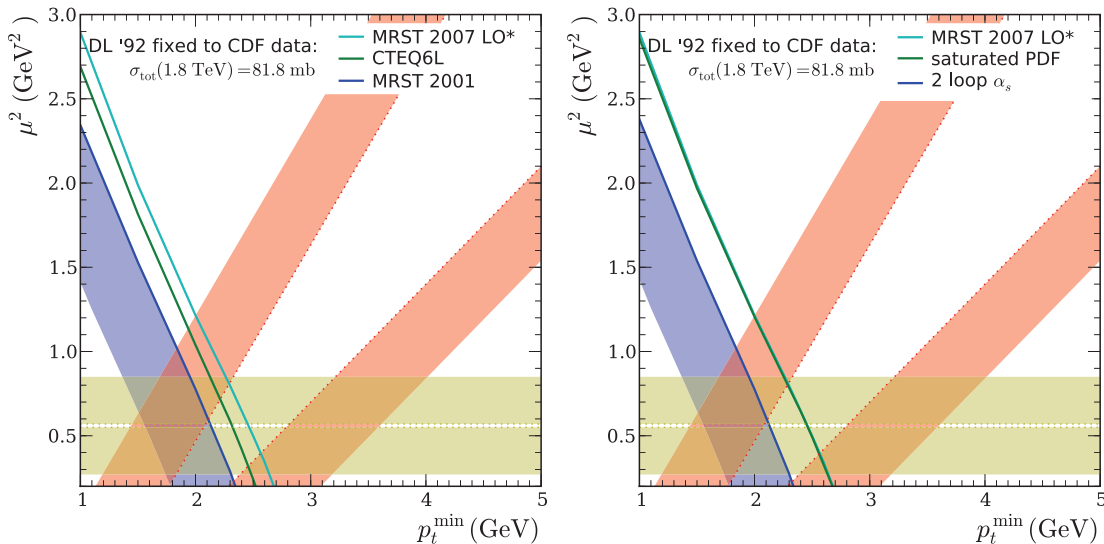 3.0
2.5
2.0
1.5
1.0
0.5
μ² (GeV²)
DL '92 fixed to CDF data:
σtot(1.8 TeV) = 81.8 mb
MRST 2007 LO*
CTEQ6L
MRST 2001
1 2 3 4 5
p_t^min (GeV)
3.0
2.5
2.0
1.5
1.0
0.5
μ² (GeV²)
DL '92 fixed to CDF data:
σtot(1.8 TeV) = 81.8 mb
MRST 2007 LO*
saturated PDF
2 loop αs
1 2 3 4 5
p_t^min (GeV)